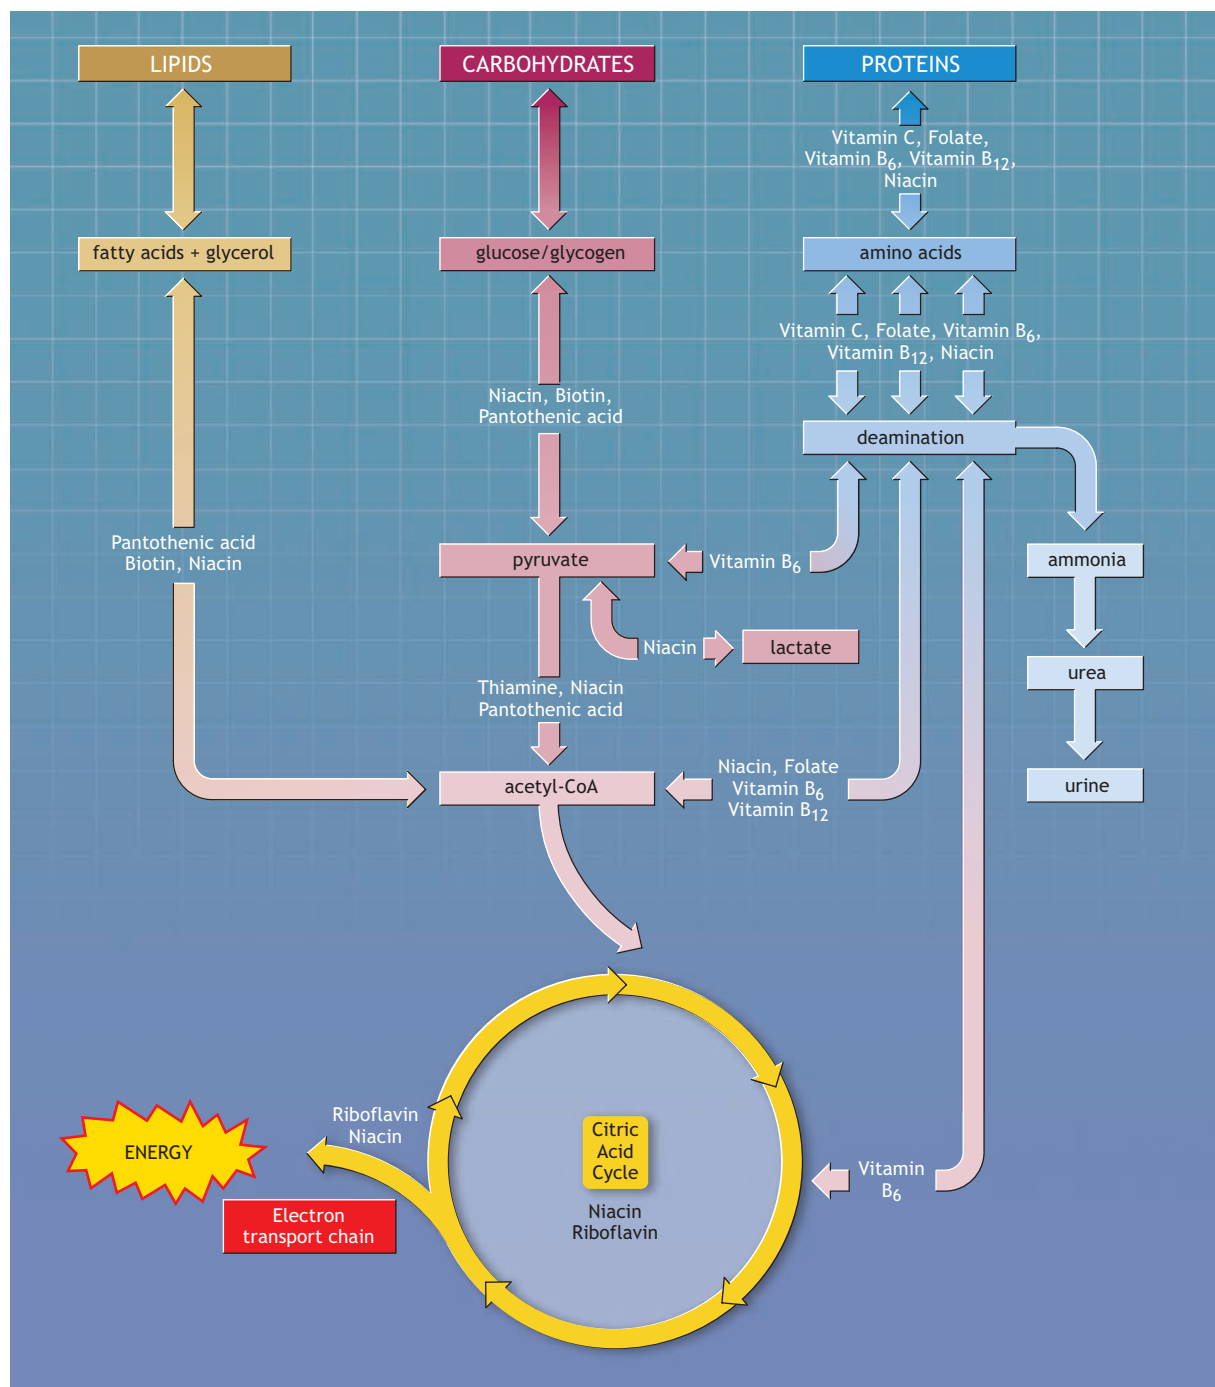 LIPIDS
CARBOHYDRATES
PROTEINS
Vitamin C, Folate,
Vitamin B6, Vitamin B12,
Niacin
fatty acids + glycerol
glucose/glycogen
amino acids
Vitamin C, Folate, Vitamin B6,
Vitamin B12, Niacin
Niacin, Biotin,
Pantothenic acid
deamination
Pantothenic acid
Biotin, Niacin
pyruvate
Vitamin B6
ammonia
Niacin
lactate
urea
Thiamine, Niacin
Pantothenic acid
acetyl-CoA
Niacin, Folate
Vitamin B6
Vitamin B12
urine
Riboflavin
Niacin
ENERGY
Citric
Acid
Cycle
Niacin
Riboflavin
Vitamin
B6
Electron
transport chain